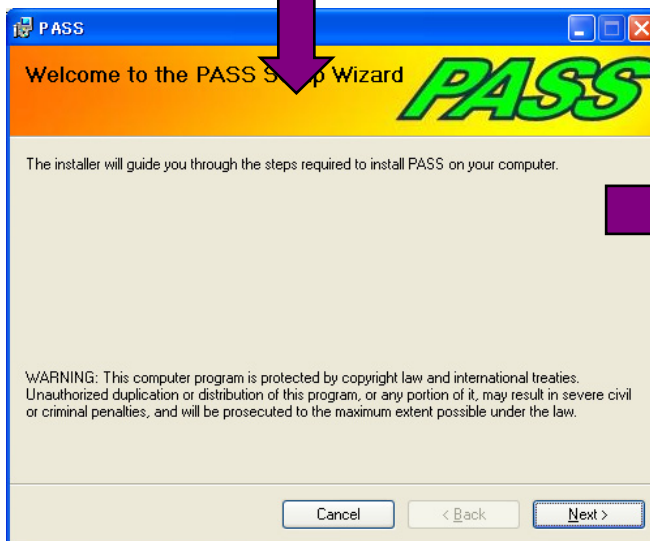 PASS
Welcome to the PASS Wizard
PASS
The installer will guide you through the steps required to install PASS on your computer.
WARNING: This computer program is protected by copyright law and international treaties.
Unauthorized duplication or distribution of this program, or any portion of it, may result in severe civil
or criminal penalties, and will be prosecuted to the maximum extent possible under the law.
Cancel
< Back
Next >